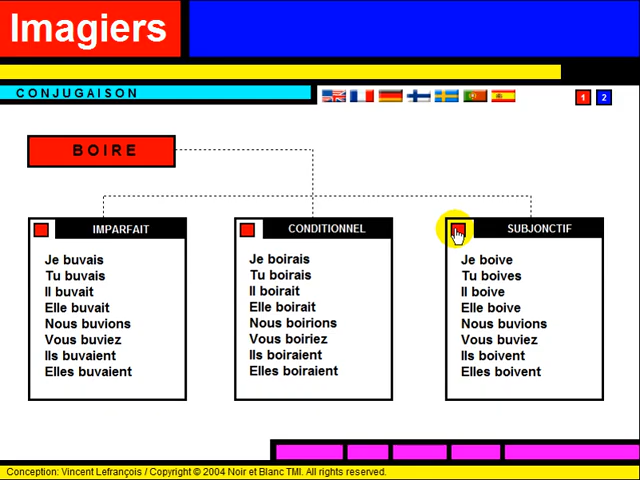 Imagiers
CONJUGAISON
1 2
BOIRE
IMPARFAIT
Je buvais
Tu buvais
Il buvait
Elle buvait
Nous buvions
Vous buviez
Ils buvaient
Elles buvaient
CONDITIONNEL
Je boirais
Tu boirais
Il boirait
Elle boirait
Nous boirions
Vous boiriez
Ils boiraient
Elles boiraient
SUBJONCTIF
Je boive
Tu boives
Il boive
Elle boive
Nous buvions
Vous buviez
Ils boivent
Elles boivent
Conception: Vincent Lefrançois / Copyright © 2004 Noir et Blanc TMI. All rights reserved.